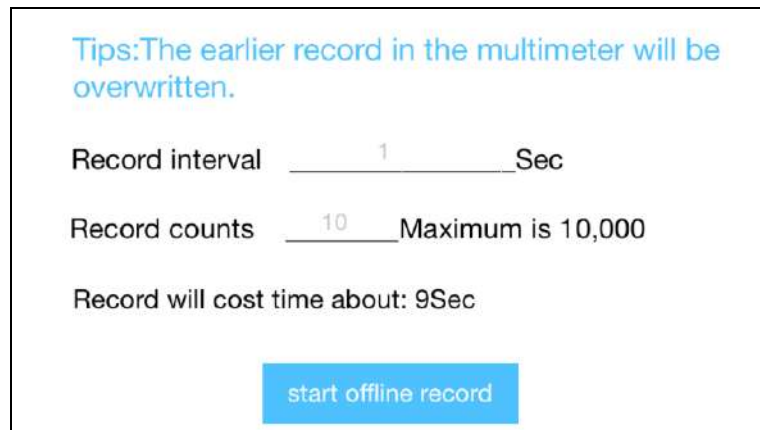 Tips:The earlier record in the multimeter will be
overwritten.
Record interval 1 Sec
Record counts 10 Maximum is 10,000
Record will cost time about: 9Sec
start offline record